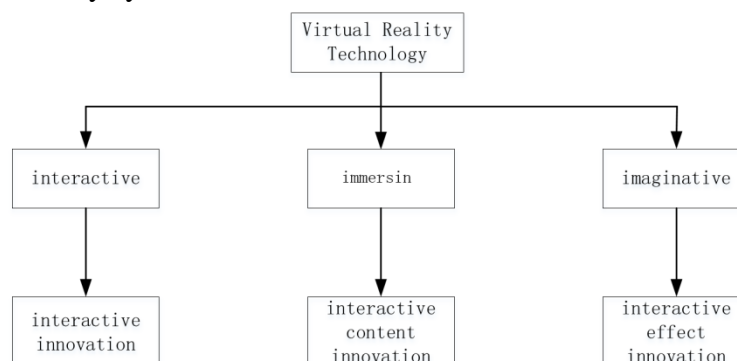 Virtual Reality
Technology
interactive
immersin
imaginative
interactive
innovation
interactive
content
innovation
interactive
effect
innovation